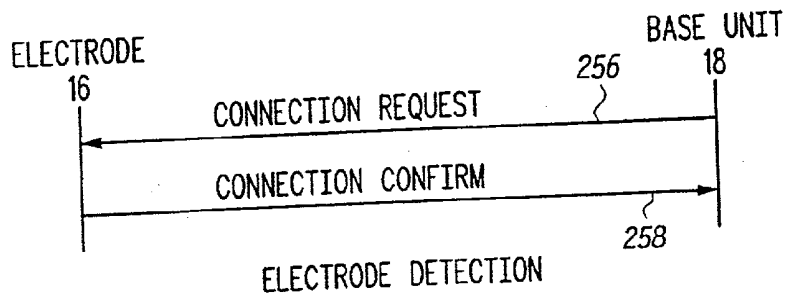 ELECTRODE
16
BASE UNIT
18
256
CONNECTION REQUEST
CONNECTION CONFIRM
258
ELECTRODE DETECTION